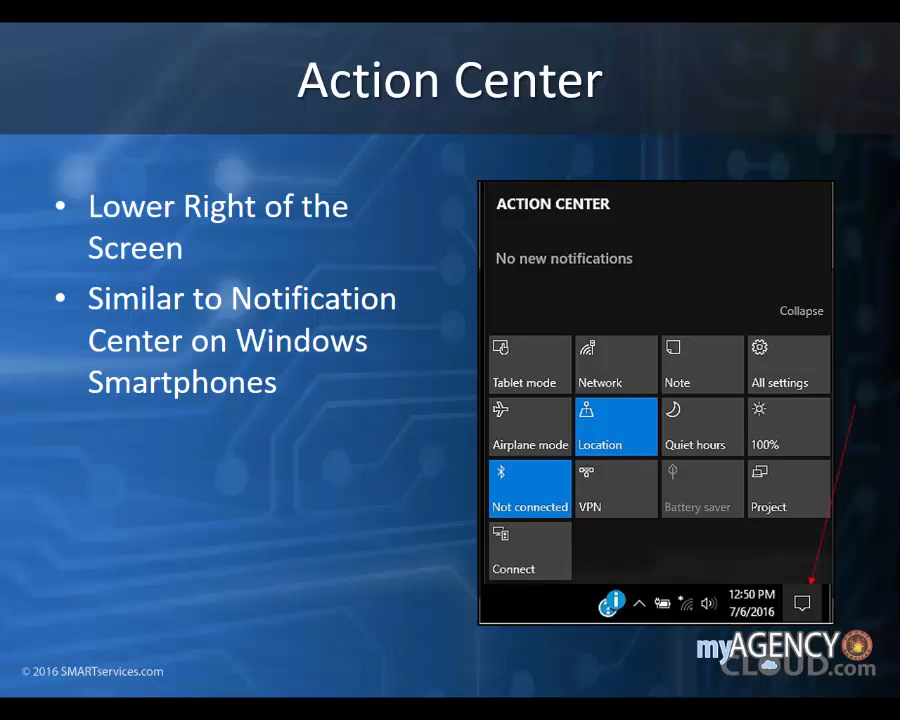 Action Center
• Lower Right of the
Screen
• Similar to Notification
Center on Windows
Smartphones
ACTION CENTER
No new notifications
Collapse
Tablet mode Network Note All settings
Airplane mode Location Quiet hours 100%
Not connected VPN Battery saver Project
Connect
12:50 PM
7/6/2016
myAGENCY
CLOUD.com
© 2016 SMARTservices.com